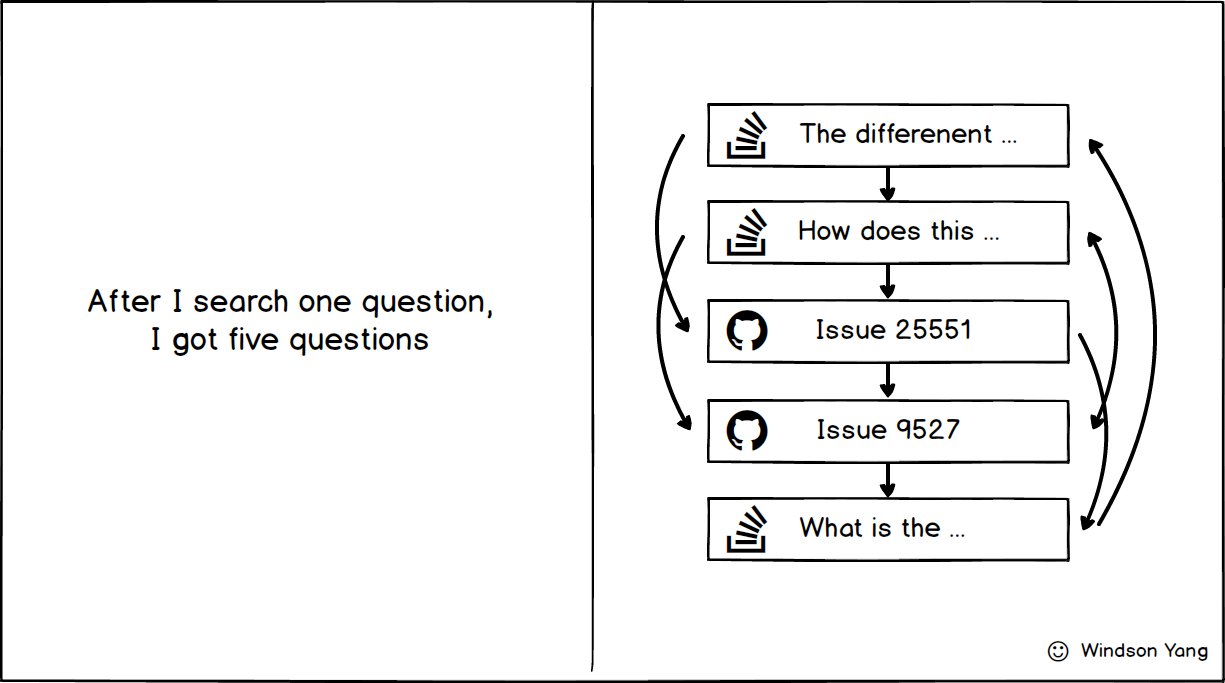 After I search one question,
I got five questions
The differenent ...
How does this ...
Issue 25551
Issue 9527
What is the ...
Windson Yang